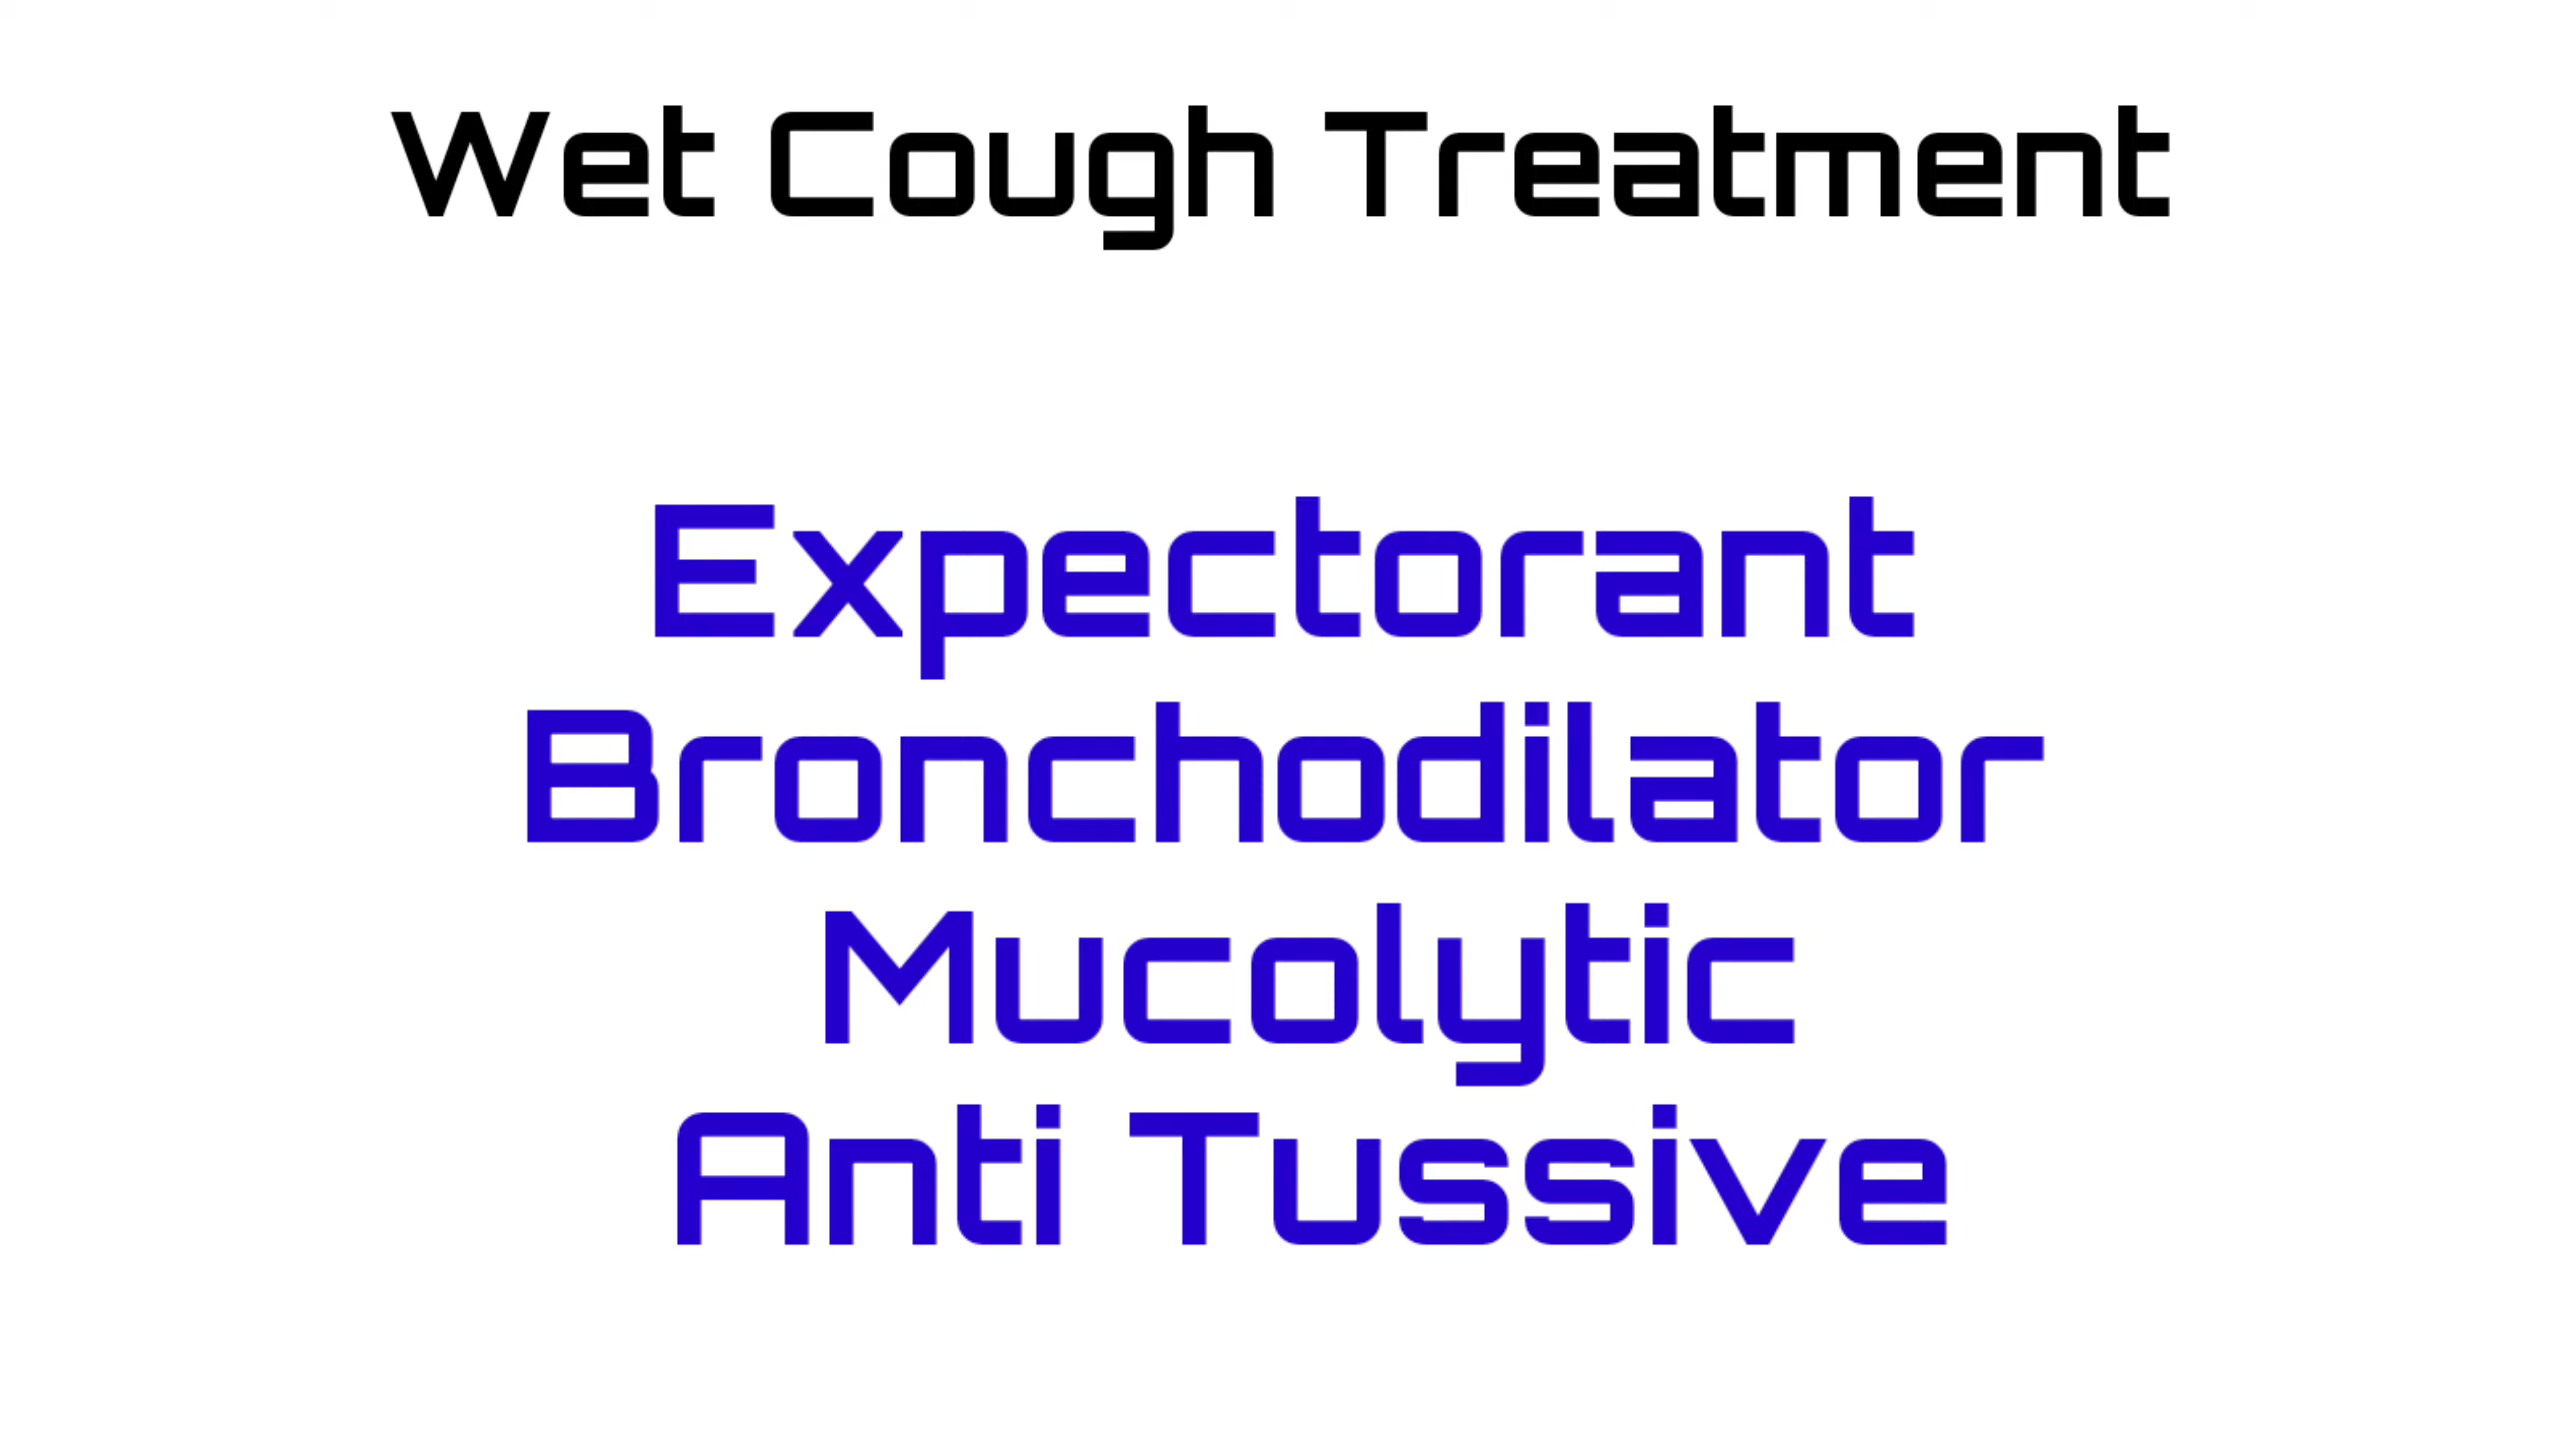 Wet Cough Treatment
Expectorant
Bronchodilator
Mucolytic
Anti Tussive